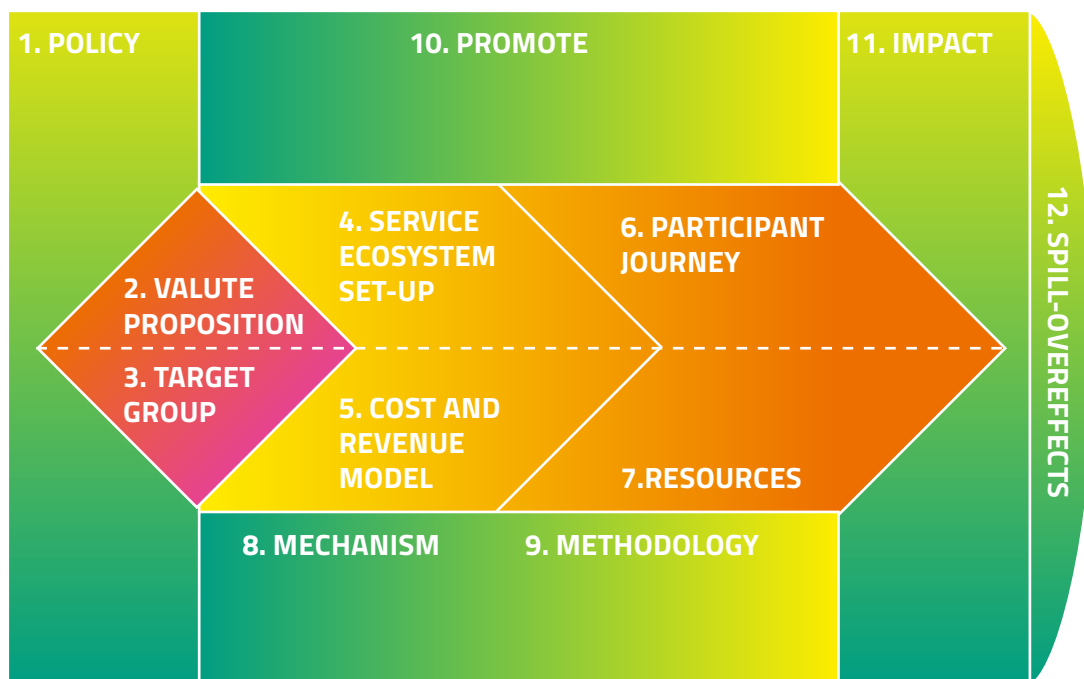 1. POLICY
10. PROMOTE
11. IMPACT
2. VALUTE
PROPOSITION
3. TARGET
GROUP
4. SERVICE
ECOSYSTEM
SET-UP
5. COST AND
REVENUE
MODEL
6. PARTICIPANT
JOURNEY
7.RESOURCES
8. MECHANISM
9. METHODOLOGY
12. SPILL-OVEREFFECTS